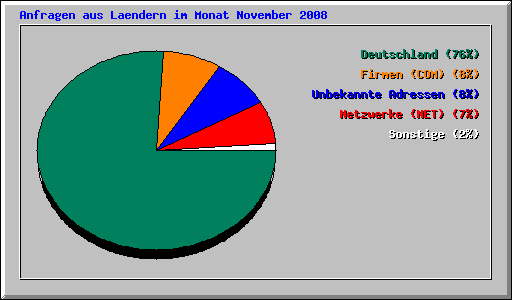 Anfragen aus Laendern im Monat November 2008
Deutschland (76%)
Firmen (COM) (8%)
Unbekannte Adressen (8%)
Netzwerke (NET) (7%)
Sonstige (2%)